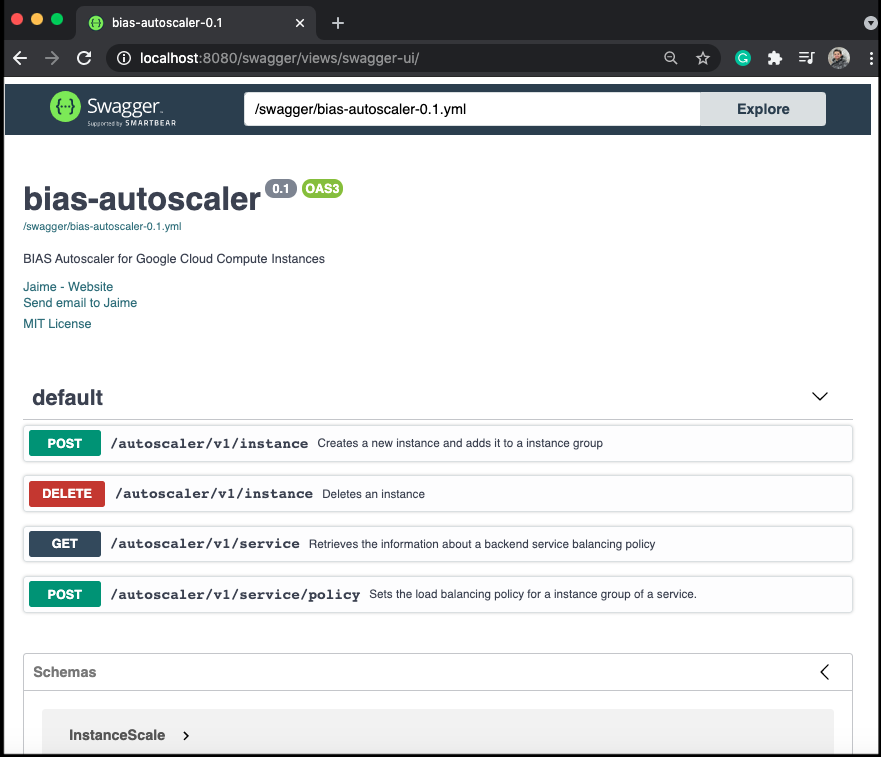 bias-autoscaler-0.1
localhost:8080/swagger/views/swagger-ui/
Swagger
Supported by SMARTBEAR
/swagger/bias-autoscaler-0.1.yml
Explore
bias-autoscaler 0.1 OAS3
/swagger/bias-autoscaler-0.1.yml
BIAS Autoscaler for Google Cloud Compute Instances
Jaime - Website
Send email to Jaime
MIT License
default
POST /autoscaler/v1/instance Creates a new instance and adds it to a instance group
DELETE /autoscaler/v1/instance Deletes an instance
GET /autoscaler/v1/service Retrieves the information about a backend service balancing policy
POST /autoscaler/v1/service/policy Sets the load balancing policy for a instance group of a service.
Schemas
InstanceScale